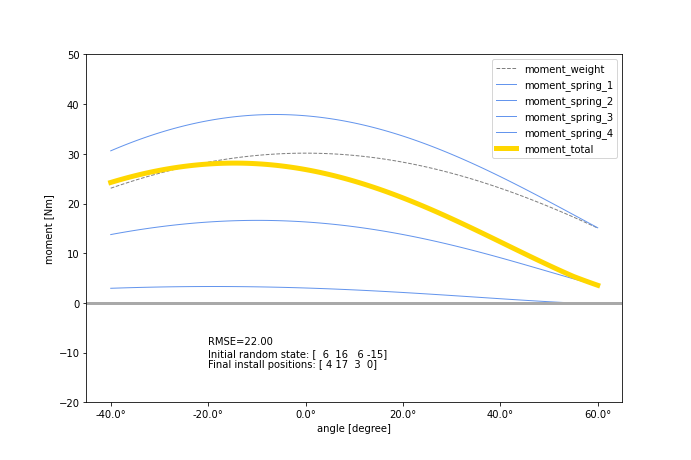 50
40
30
20
10
0
−10
−20
moment [Nm]
moment_weight
moment_spring_1
moment_spring_2
moment_spring_3
moment_spring_4
moment_total
RMSE=22.00
Initial random state: [  6  16   6 -15]
Final install positions: [ 4 17  3  0]
-40.0° -20.0° 0.0° 20.0° 40.0° 60.0°
angle [degree]